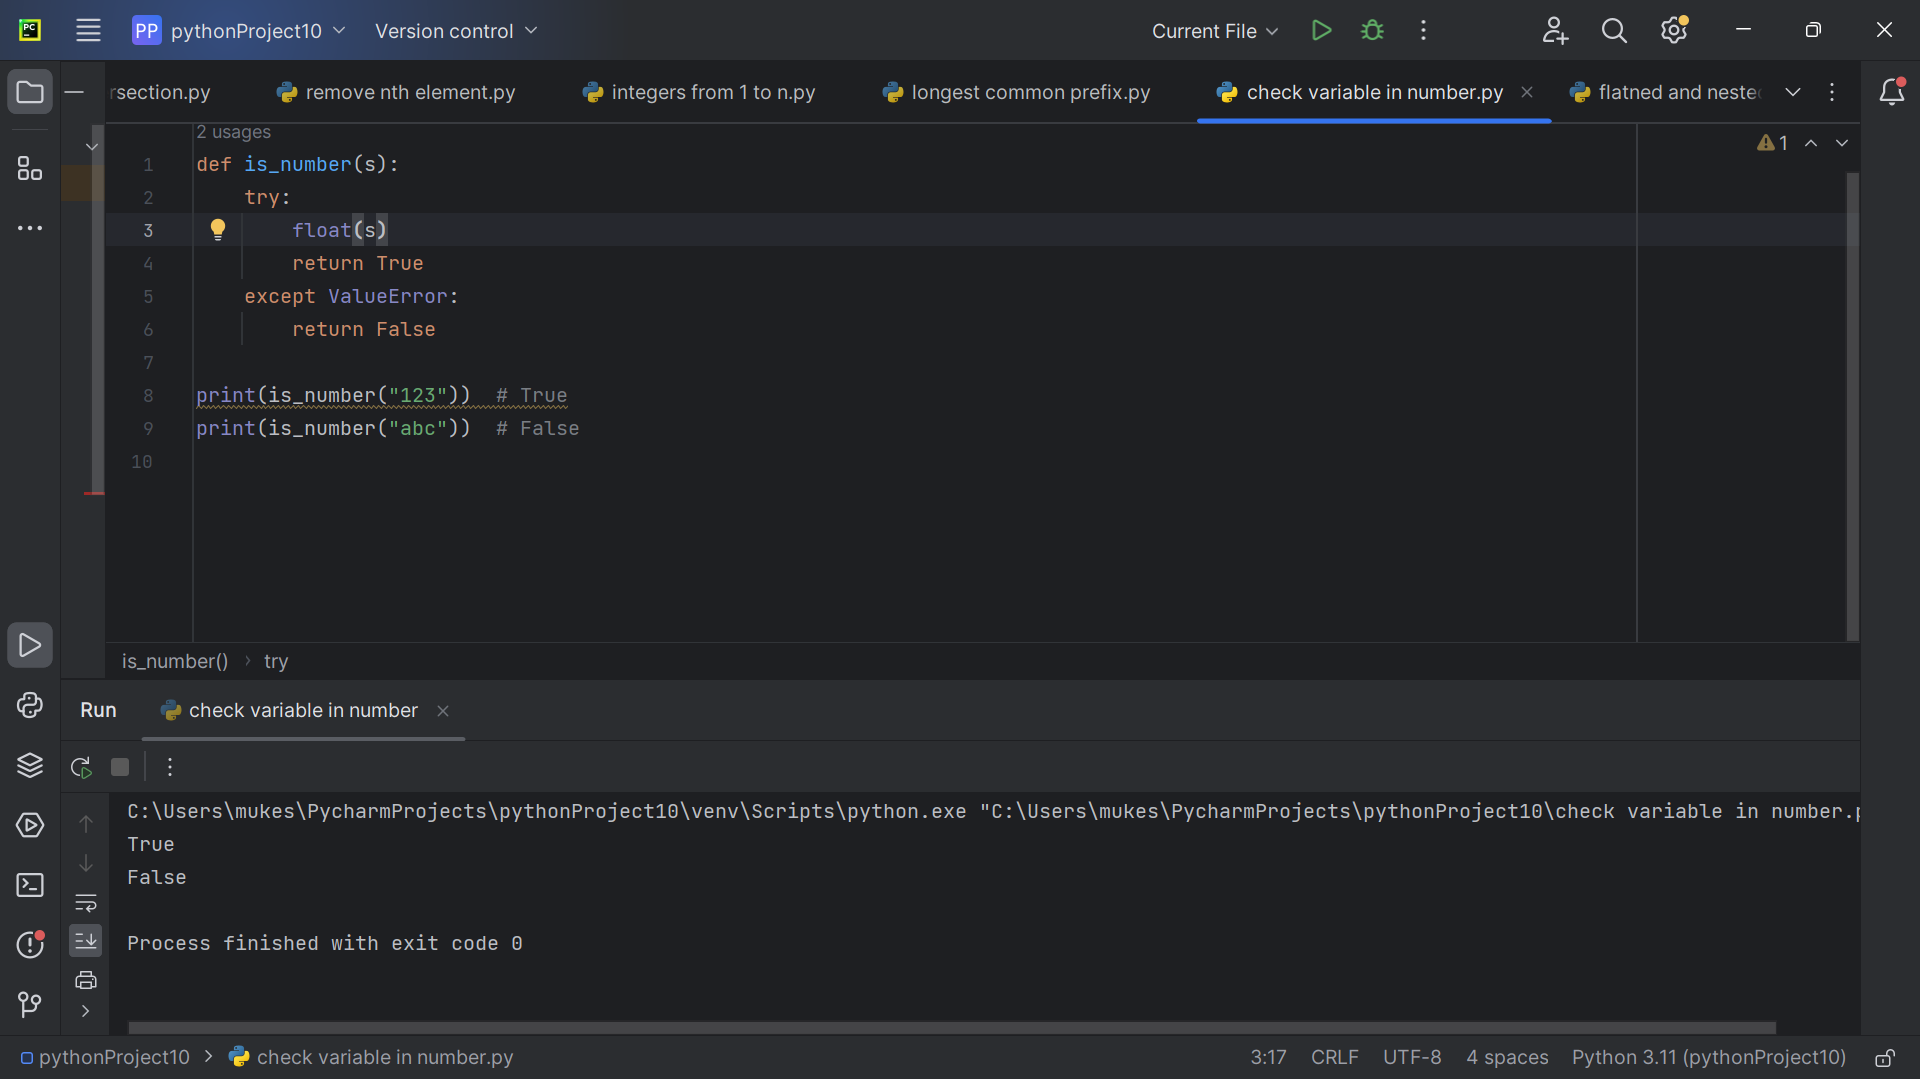 PC
PP pythonProject10 Version control Current File
rsection.py remove nth element.py integers from 1 to n.py longest common prefix.py check variable in number.py flatned and neste
2 usages
1 def is_number(s):
2 try:
3 float(s)
4 return True
5 except ValueError:
6 return False
7
8 print(is_number("123")) # True
9 print(is_number("abc")) # False
10
1
is_number() › try
Run check variable in number
C:\Users\mukes\PycharmProjects\pythonProject10\venv\Scripts\python.exe "C:\Users\mukes\PycharmProjects\pythonProject10\check variable in number.p
True
False
Process finished with exit code 0
pythonProject10 > check variable in number.py 3:17 CRLF UTF-8 4 spaces Python 3.11 (pythonProject10)